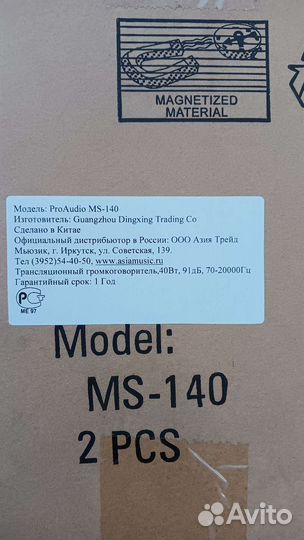 MAGNETIZED
MATERIAL
Модель: ProAudio MS-140
Изготовитель: Guangzhou Dingxing Trading Co
Сделано в Китае
Официальный дистрибьютор в России: ООО Азия Трейд
Мьюзик, г. Иркутск, ул. Советская, 139.
Тел (3952)54-40-50, www.asiamusic.ru
Трансляционный громкоговоритель,40Вт, 91дБ, 70-20000Гц
Гарантийный срок: 1 Год
МЕ 97
Model:
MS-140
2 PCS
Avito